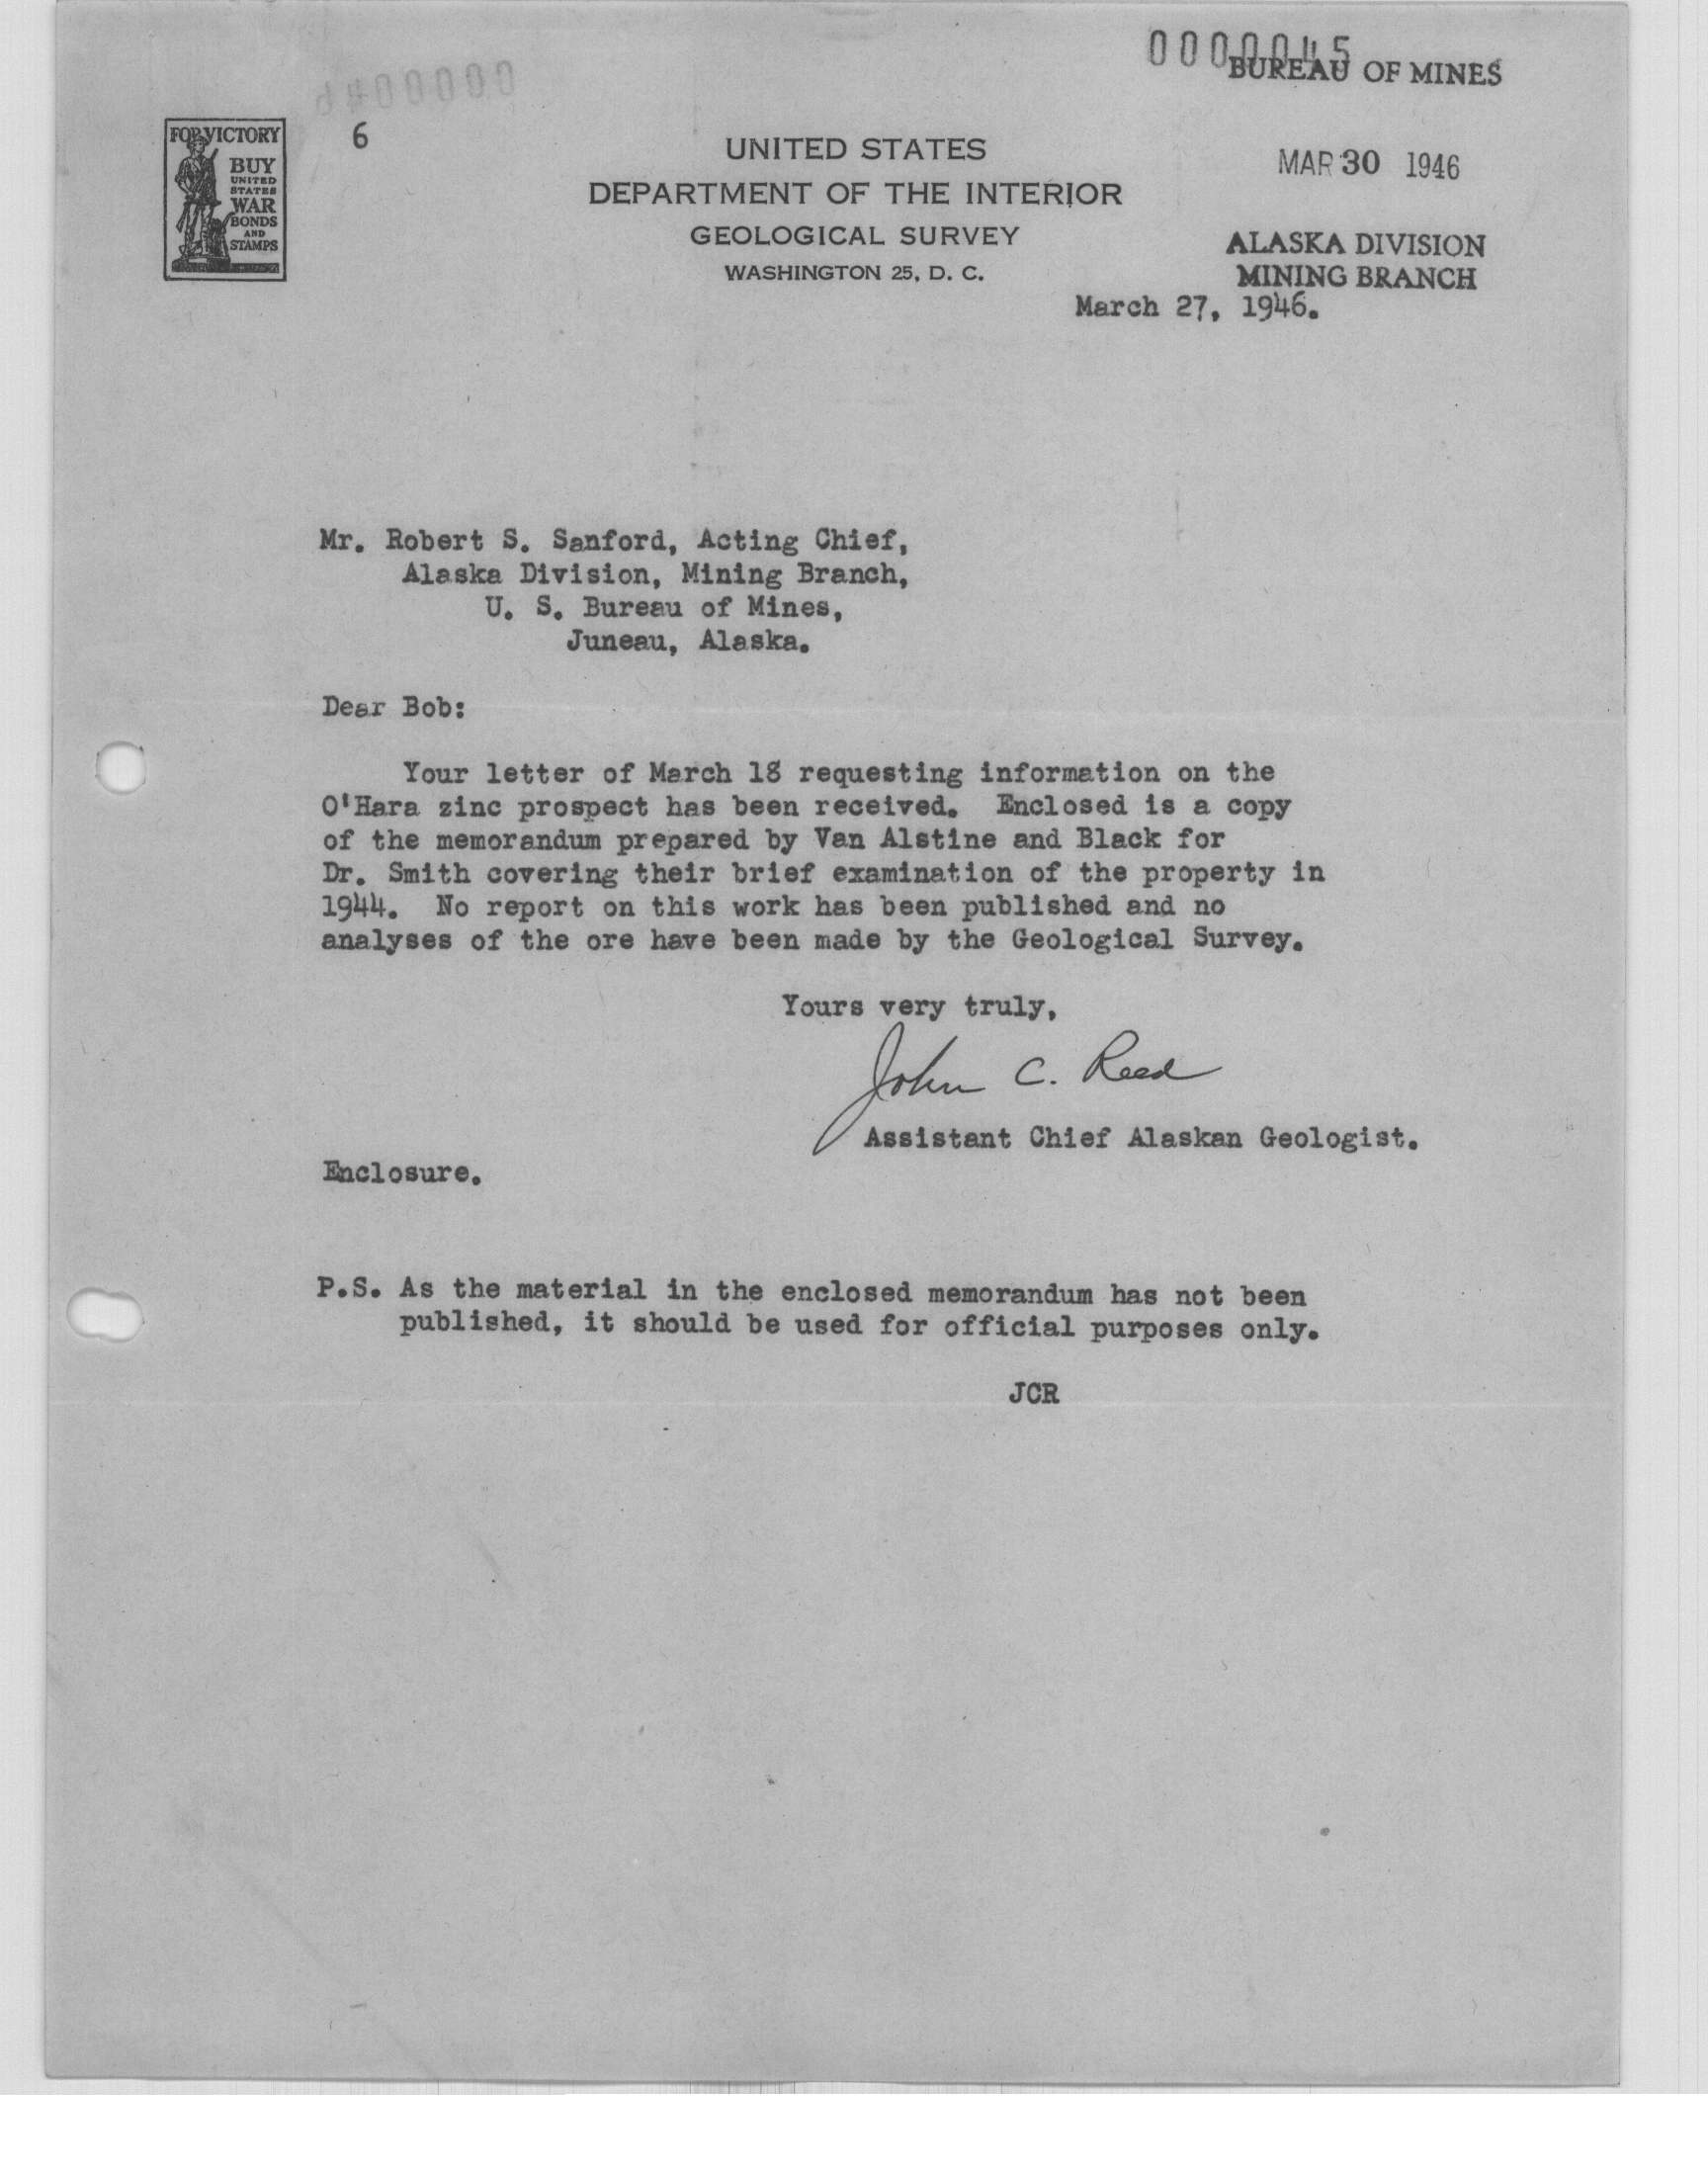 0000045
BUREAU OF MINES
FOR VICTORY
BUY
UNITED
STATES
WAR
BONDS
AND
STAMPS
6
UNITED STATES
DEPARTMENT OF THE INTERIOR
GEOLOGICAL SURVEY
WASHINGTON 25, D. C.
MAR 30 1946
ALASKA DIVISION
MINING BRANCH
March 27, 1946.
Mr. Robert S. Sanford, Acting Chief,
Alaska Division, Mining Branch,
U. S. Bureau of Mines,
Juneau, Alaska.
Dear Bob:
Your letter of March 18 requesting information on the
O'Hara zinc prospect has been received. Enclosed is a copy
of the memorandum prepared by Van Alstine and Black for
Dr. Smith covering their brief examination of the property in
1944. No report on this work has been published and no
analyses of the ore have been made by the Geological Survey.
Yours very truly,
John C. Reed
Assistant Chief Alaskan Geologist.
Enclosure.
P.S. As the material in the enclosed memorandum has not been
published, it should be used for official purposes only.
JCR